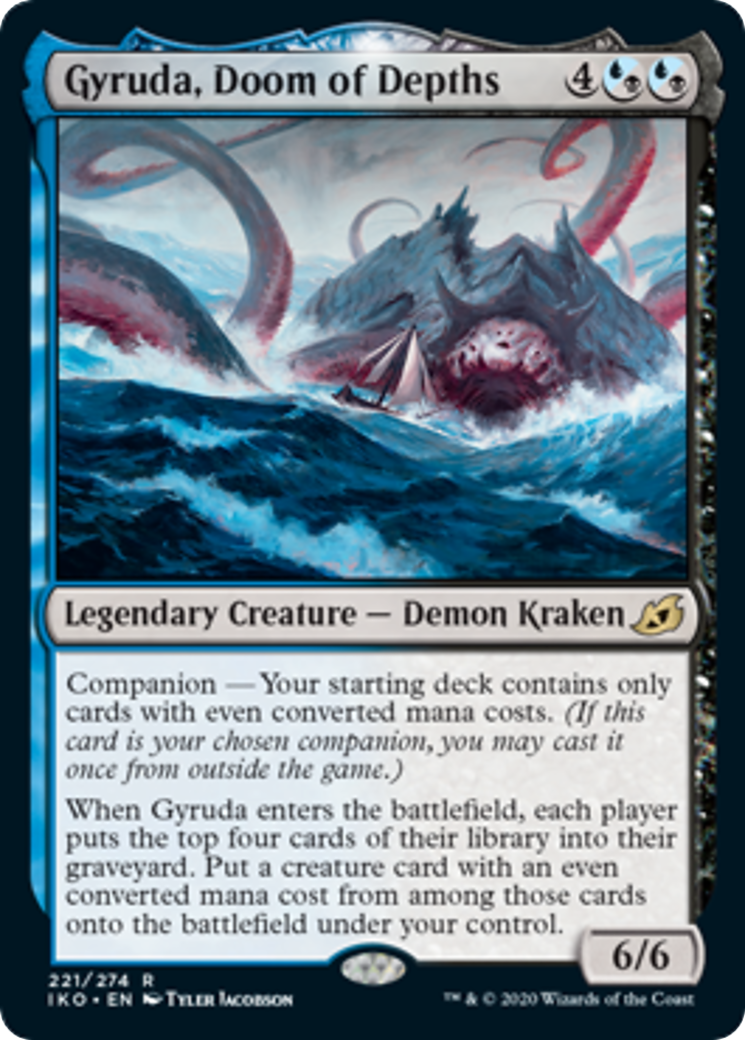 Gyruda, Doom of Depths 4
Legendary Creature — Demon Kraken
Companion — Your starting deck contains only
cards with even converted mana costs. (If this
card is your chosen companion, you may cast it
once from outside the game.)
When Gyruda enters the battlefield, each player
puts the top four cards of their library into their
graveyard. Put a creature card with an even
converted mana cost from among those cards
onto the battlefield under your control.
6/6
221/274 R
IKO • EN Tyler Jacobson
™ & © 2020 Wizards of the Coast